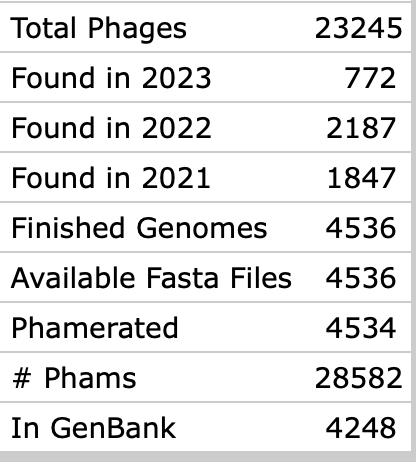 Total Phages 23245
Found in 2023 772
Found in 2022 2187
Found in 2021 1847
Finished Genomes 4536
Available Fasta Files 4536
Phamerated 4534
# Phams 28582
In GenBank 4248